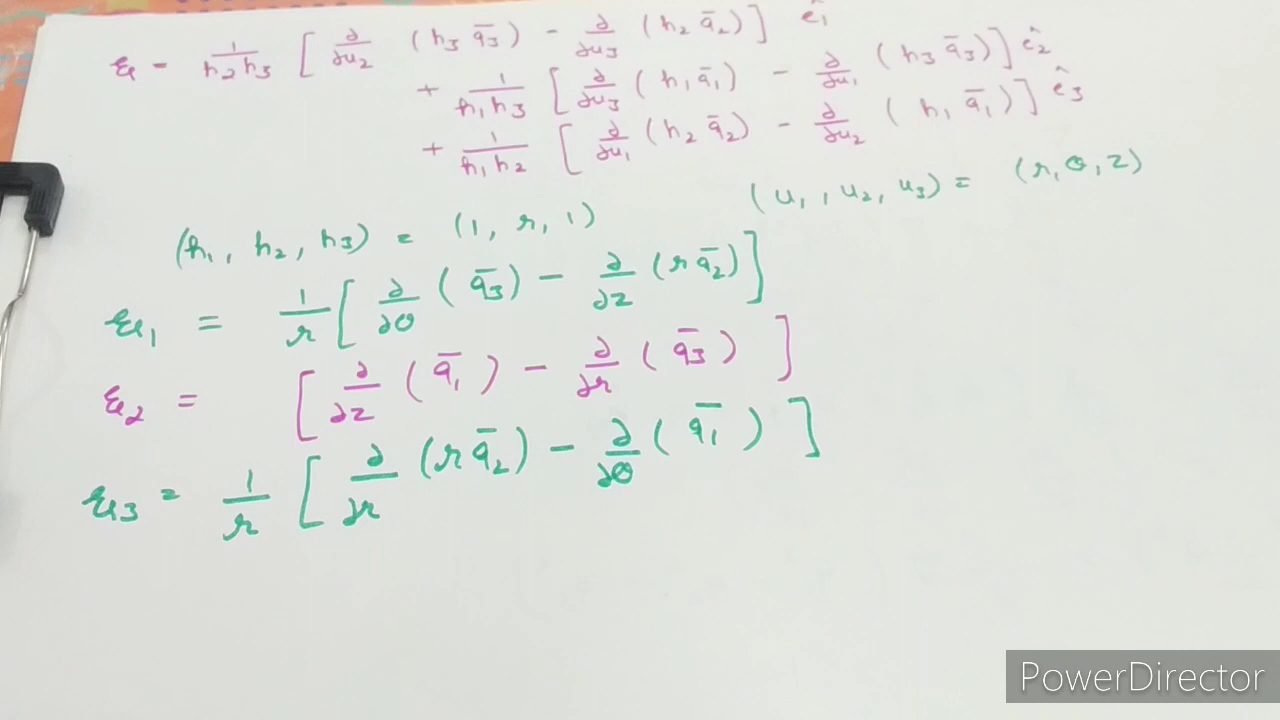 ξ = 1/(h₂h₃) [ ∂/∂u₂ (h₃ q̄₃) - ∂/∂u₃ (h₂ q̄₂) ] ê₁
+ 1/(h₁h₃) [ ∂/∂u₃ (h₁ q̄₁) - ∂/∂u₁ (h₃ q̄₃) ] ê₂
+ 1/(h₁h₂) [ ∂/∂u₁ (h₂ q̄₂) - ∂/∂u₂ (h₁ q̄₁) ] ê₃
(h₁, h₂, h₃) = (1, r, 1) (u₁, u₂, u₃) = (r, θ, z)
ξ₁ = 1/r [ ∂/∂θ (q̄₃) - ∂/∂z (r q̄₂) ]
ξ₂ = [ ∂/∂z (q̄₁) - ∂/∂r (q̄₃) ]
ξ₃ = 1/r [ ∂/∂r (r q̄₂) - ∂/∂θ (q̄₁) ]
PowerDirector